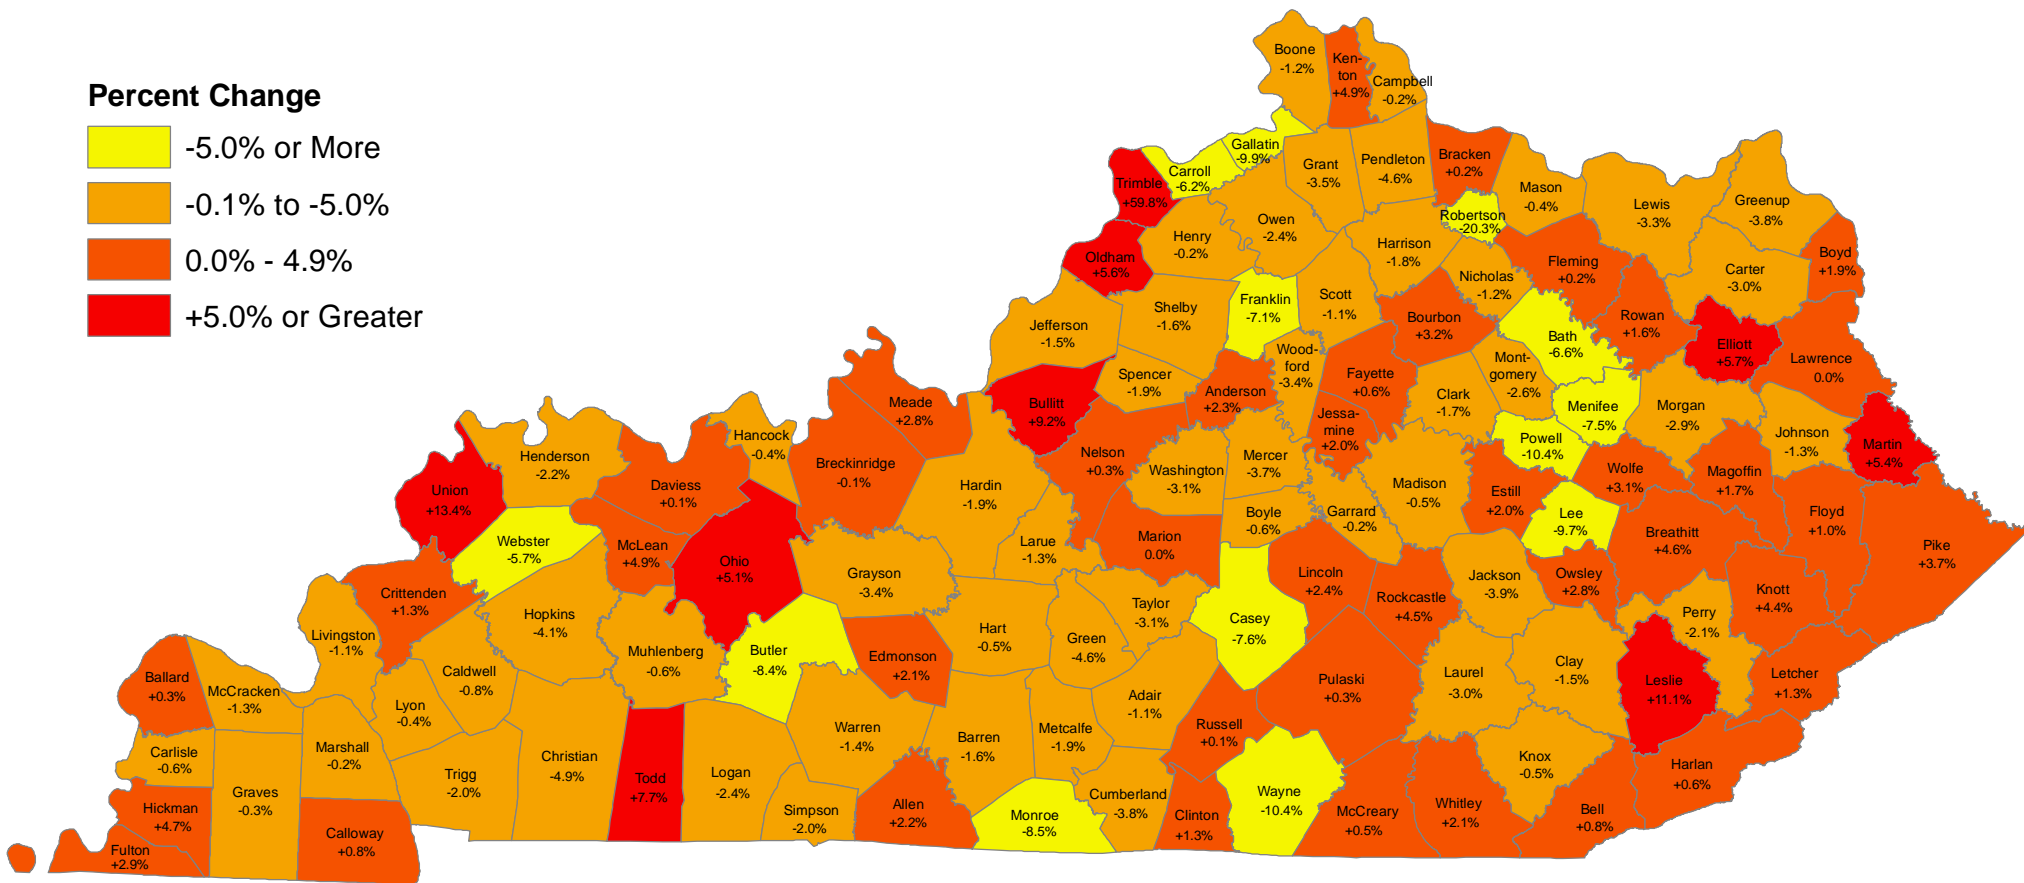 Percent Change
-5.0% or More
-0.1% to -5.0%
0.0% - 4.9%
+5.0% or Greater
Boone
-1.2%
Ken-
ton
+4.9%
Campbell
-0.2%
Gallatin
-9.9%
Carroll
-6.2%
Trimble
+59.8%
Grant
-3.5%
Pendleton
-4.6%
Bracken
+0.2%
Mason
-0.4%
Robertson
-20.3%
Lewis
-3.3%
Greenup
-3.8%
Boyd
+1.9%
Carter
-3.0%
Fleming
+0.2%
Owen
-2.4%
Henry
-0.2%
Oldham
+5.6%
Harrison
-1.8%
Nicholas
-1.2%
Scott
-1.1%
Franklin
-7.1%
Shelby
-1.6%
Jefferson
-1.5%
Bourbon
+3.2%
Bath
-6.6%
Rowan
+1.6%
Elliott
+5.7%
Lawrence
0.0%
Wood-
ford
-3.4%
Fayette
+0.6%
Mont-
gomery
-2.6%
Clark
-1.7%
Spencer
-1.9%
Anderson
+2.3%
Bullitt
+9.2%
Jessa-
mine
+2.0%
Menifee
-7.5%
Morgan
-2.9%
Johnson
-1.3%
Martin
+5.4%
Powell
-10.4%
Meade
+2.8%
Hancock
-0.4%
Breckinridge
-0.1%
Henderson
-2.2%
Daviess
+0.1%
Union
+13.4%
Nelson
+0.3%
Washington
-3.1%
Mercer
-3.7%
Madison
-0.5%
Estill
+2.0%
Wolfe
+3.1%
Magoffin
+1.7%
Floyd
+1.0%
Pike
+3.7%
Hardin
-1.9%
Boyle
-0.6%
Garrard
-0.2%
Lee
-9.7%
Breathitt
+4.6%
Marion
0.0%
Larue
-1.3%
Webster
-5.7%
McLean
+4.9%
Ohio
+5.1%
Grayson
-3.4%
Lincoln
+2.4%
Rockcastle
+4.5%
Jackson
-3.9%
Owsley
+2.8%
Knott
+4.4%
Perry
-2.1%
Crittenden
+1.3%
Hopkins
-4.1%
Livingston
-1.1%
Taylor
-3.1%
Casey
-7.6%
Green
-4.6%
Hart
-0.5%
Muhlenberg
-0.6%
Butler
-8.4%
Edmonson
+2.1%
Caldwell
-0.8%
Lyon
-0.4%
Ballard
+0.3%
McCracken
-1.3%
Pulaski
+0.3%
Laurel
-3.0%
Clay
-1.5%
Leslie
+11.1%
Letcher
+1.3%
Adair
-1.1%
Russell
+0.1%
Metcalfe
-1.9%
Barren
-1.6%
Warren
-1.4%
Carlisle
-0.6%
Marshall
-0.2%
Christian
-4.9%
Trigg
-2.0%
Todd
+7.7%
Logan
-2.4%
Simpson
-2.0%
Allen
+2.2%
Monroe
-8.5%
Cumberland
-3.8%
Clinton
+1.3%
Wayne
-10.4%
McCreary
+0.5%
Whitley
+2.1%
Knox
-0.5%
Bell
+0.8%
Harlan
+0.6%
Graves
-0.3%
Hickman
+4.7%
Calloway
+0.8%
Fulton
+2.9%